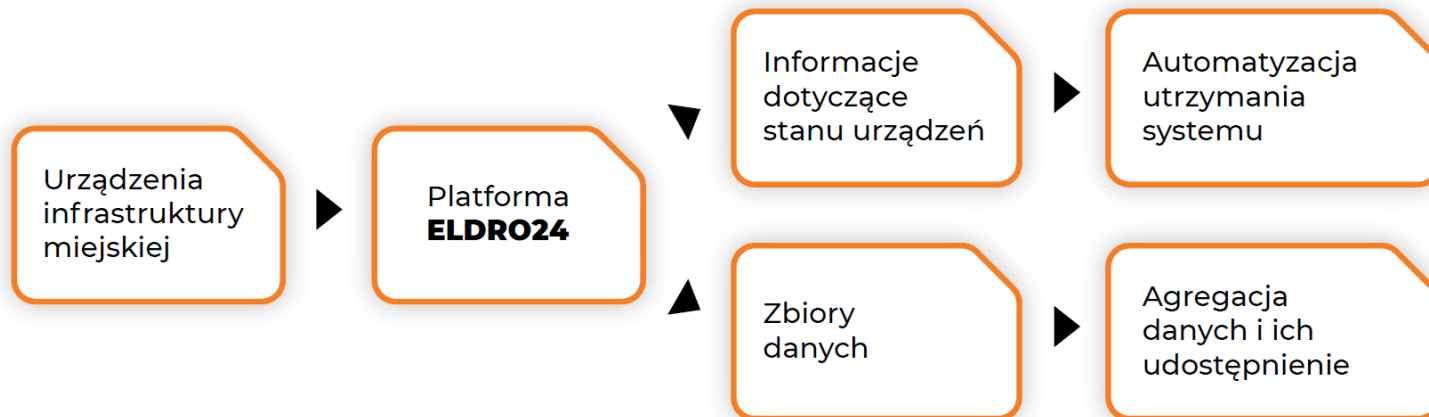 Urządzenia
infrastruktury
miejskiej
Platforma
ELDRO24
Informacje
dotyczące
stanu urządzeń
Automatyzacja
utrzymania
systemu
Zbiory
danych
Agregacja
danych i ich
udostępnienie